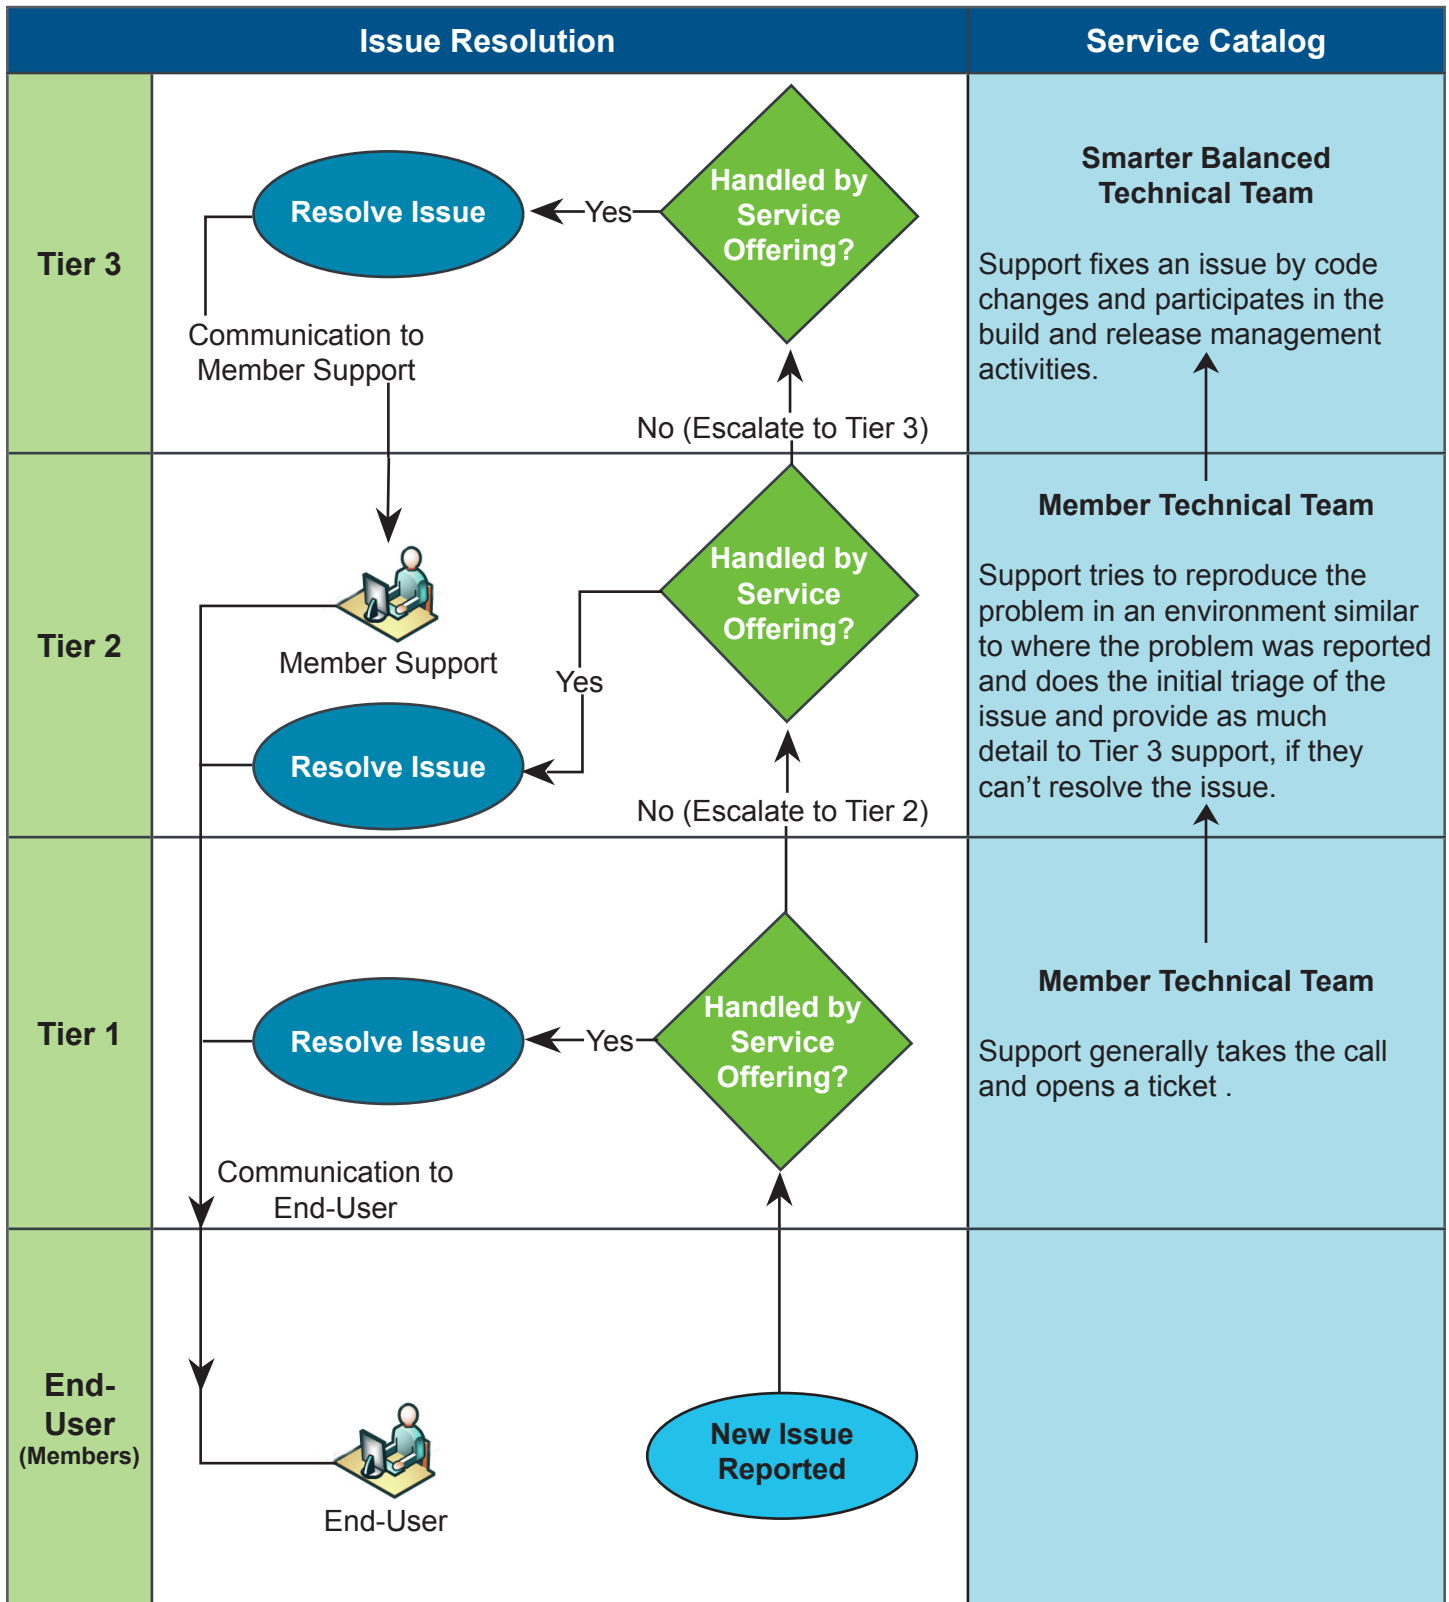 Issue Resolution
Service Catalog
Tier 3
Resolve Issue
Yes
Handled by
Service
Offering?
Communication to
Member Support
No (Escalate to Tier 3)
Smarter Balanced
Technical Team
Support fixes an issue by code
changes and participates in the
build and release management
activities.
Tier 2
Member Support
Resolve Issue
Yes
Handled by
Service
Offering?
No (Escalate to Tier 2)
Member Technical Team
Support tries to reproduce the
problem in an environment similar
to where the problem was reported
and does the initial triage of the
issue and provide as much
detail to Tier 3 support, if they
can’t resolve the issue.
Tier 1
Resolve Issue
Yes
Handled by
Service
Offering?
Communication to
End-User
Member Technical Team
Support generally takes the call
and opens a ticket .
End-
User
(Members)
End-User
New Issue
Reported